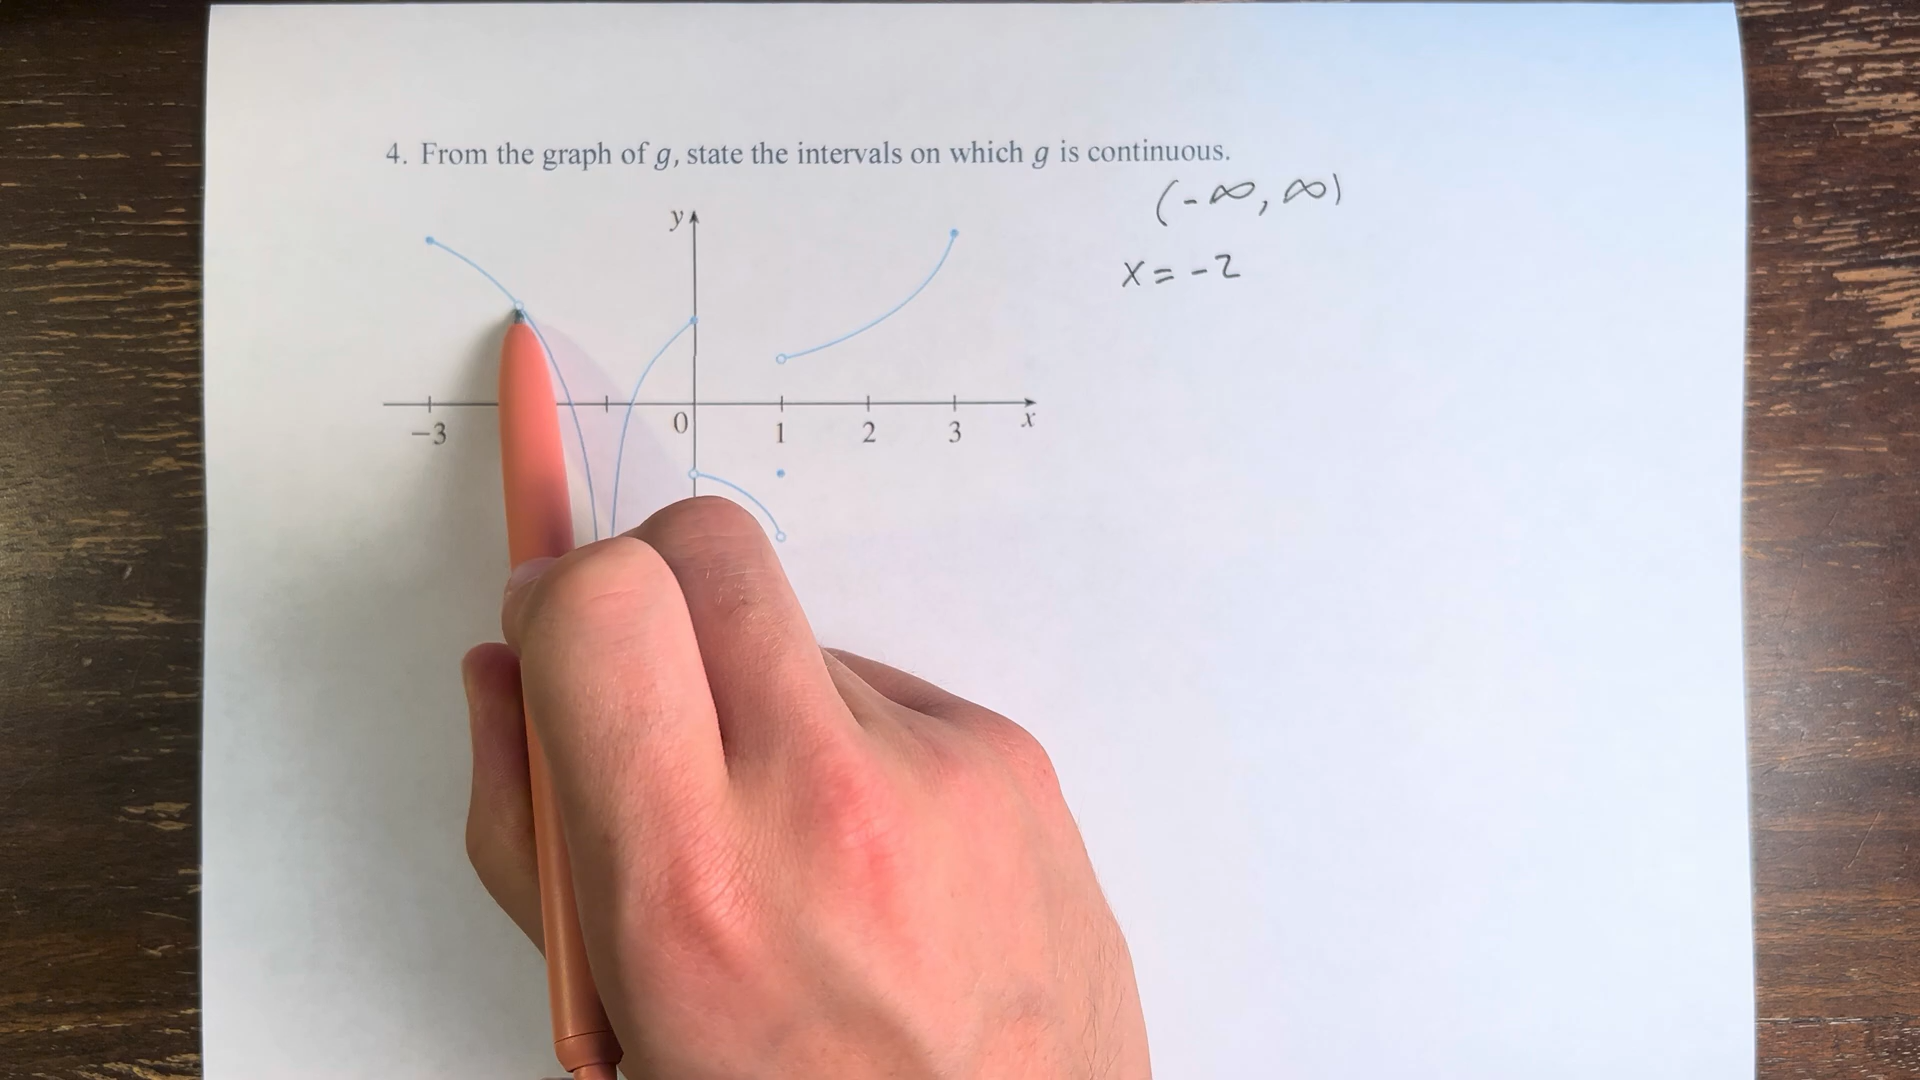 4. From the graph of g, state the intervals on which g is continuous.
(-∞, ∞)
x = -2
y
−3
0
1
2
3
x